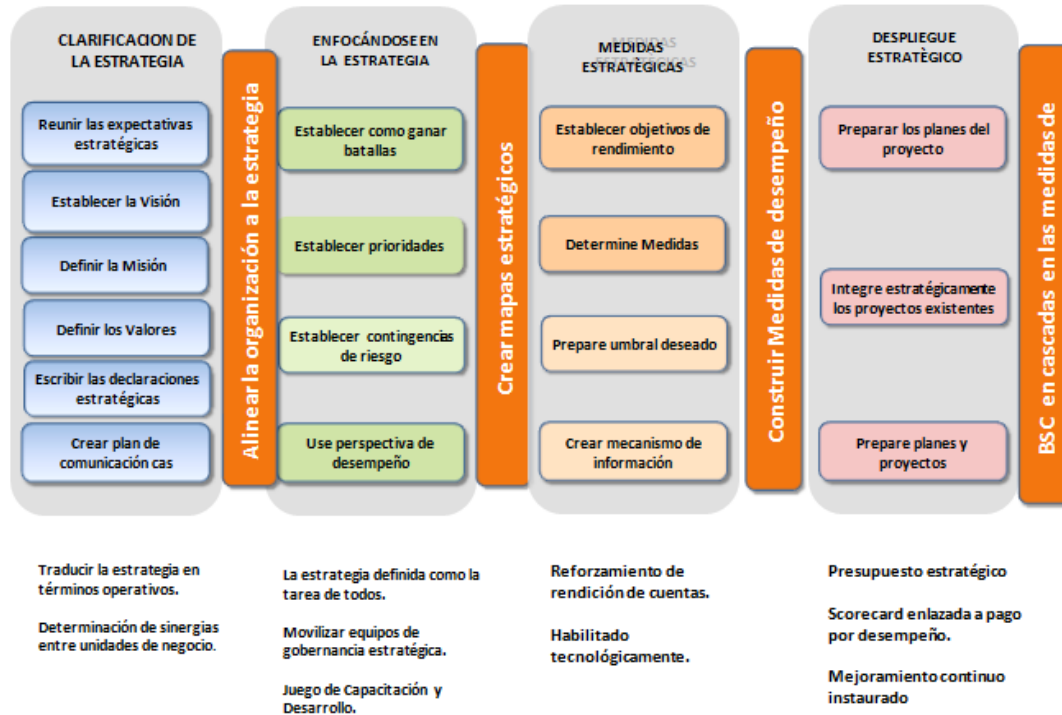 CLARIFICACION DE
LA ESTRATEGIA
Reunir las expectativas
estratégicas
Establecer la Visión
Definir la Misión
Definir los Valores
Escribir las declaraciones
estratégicas
Crear plan de
comunicación cas
Alinear la organización a la estrategia
ENFOCÁNDOSE EN
LA ESTRATEGIA
Establecer como ganar
batallas
Establecer prioridades
Establecer contingencias
de riesgo
Use perspectiva de
desempeño
Crear mapas estratégicos
MEDIDAS
ESTRATÉGICAS
MEDIDAS
ESTRATÈGICAS
Establecer objetivos de
rendimiento
Determine Medidas
Prepare umbral deseado
Crear mecanismo de
información
Construir Medidas de desempeño
DESPLIEGUE
ESTRATÈGICO
Preparar los planes del
proyecto
Integre estratégicamente
los proyectos existentes
Prepare planes y
proyectos
BSC en cascadas en las medidas de
Traducir la estrategia en
términos operativos.
Determinación de sinergias
entre unidades de negocio.
La estrategia definida como la
tarea de todos.
Movilizar equipos de
gobernancia estratégica.
Juego de Capacitación y
Desarrollo.
Reforzamiento de
rendición de cuentas.
Habilitado
tecnológicamente.
Presupuesto estratégico
Scorecard enlazada a pago
por desempeño.
Mejoramiento continuo
instaurado